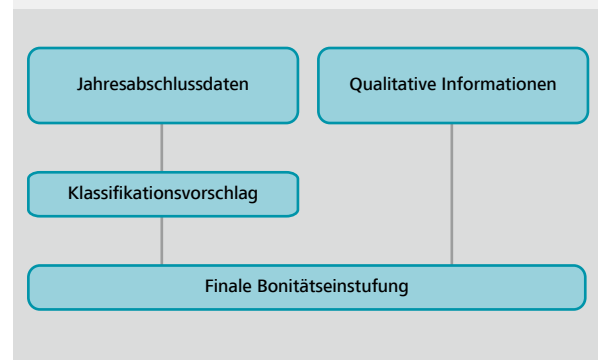 Jahresabschlussdaten
Qualitative Informationen
Klassifikationsvorschlag
Finale Bonitätseinstufung